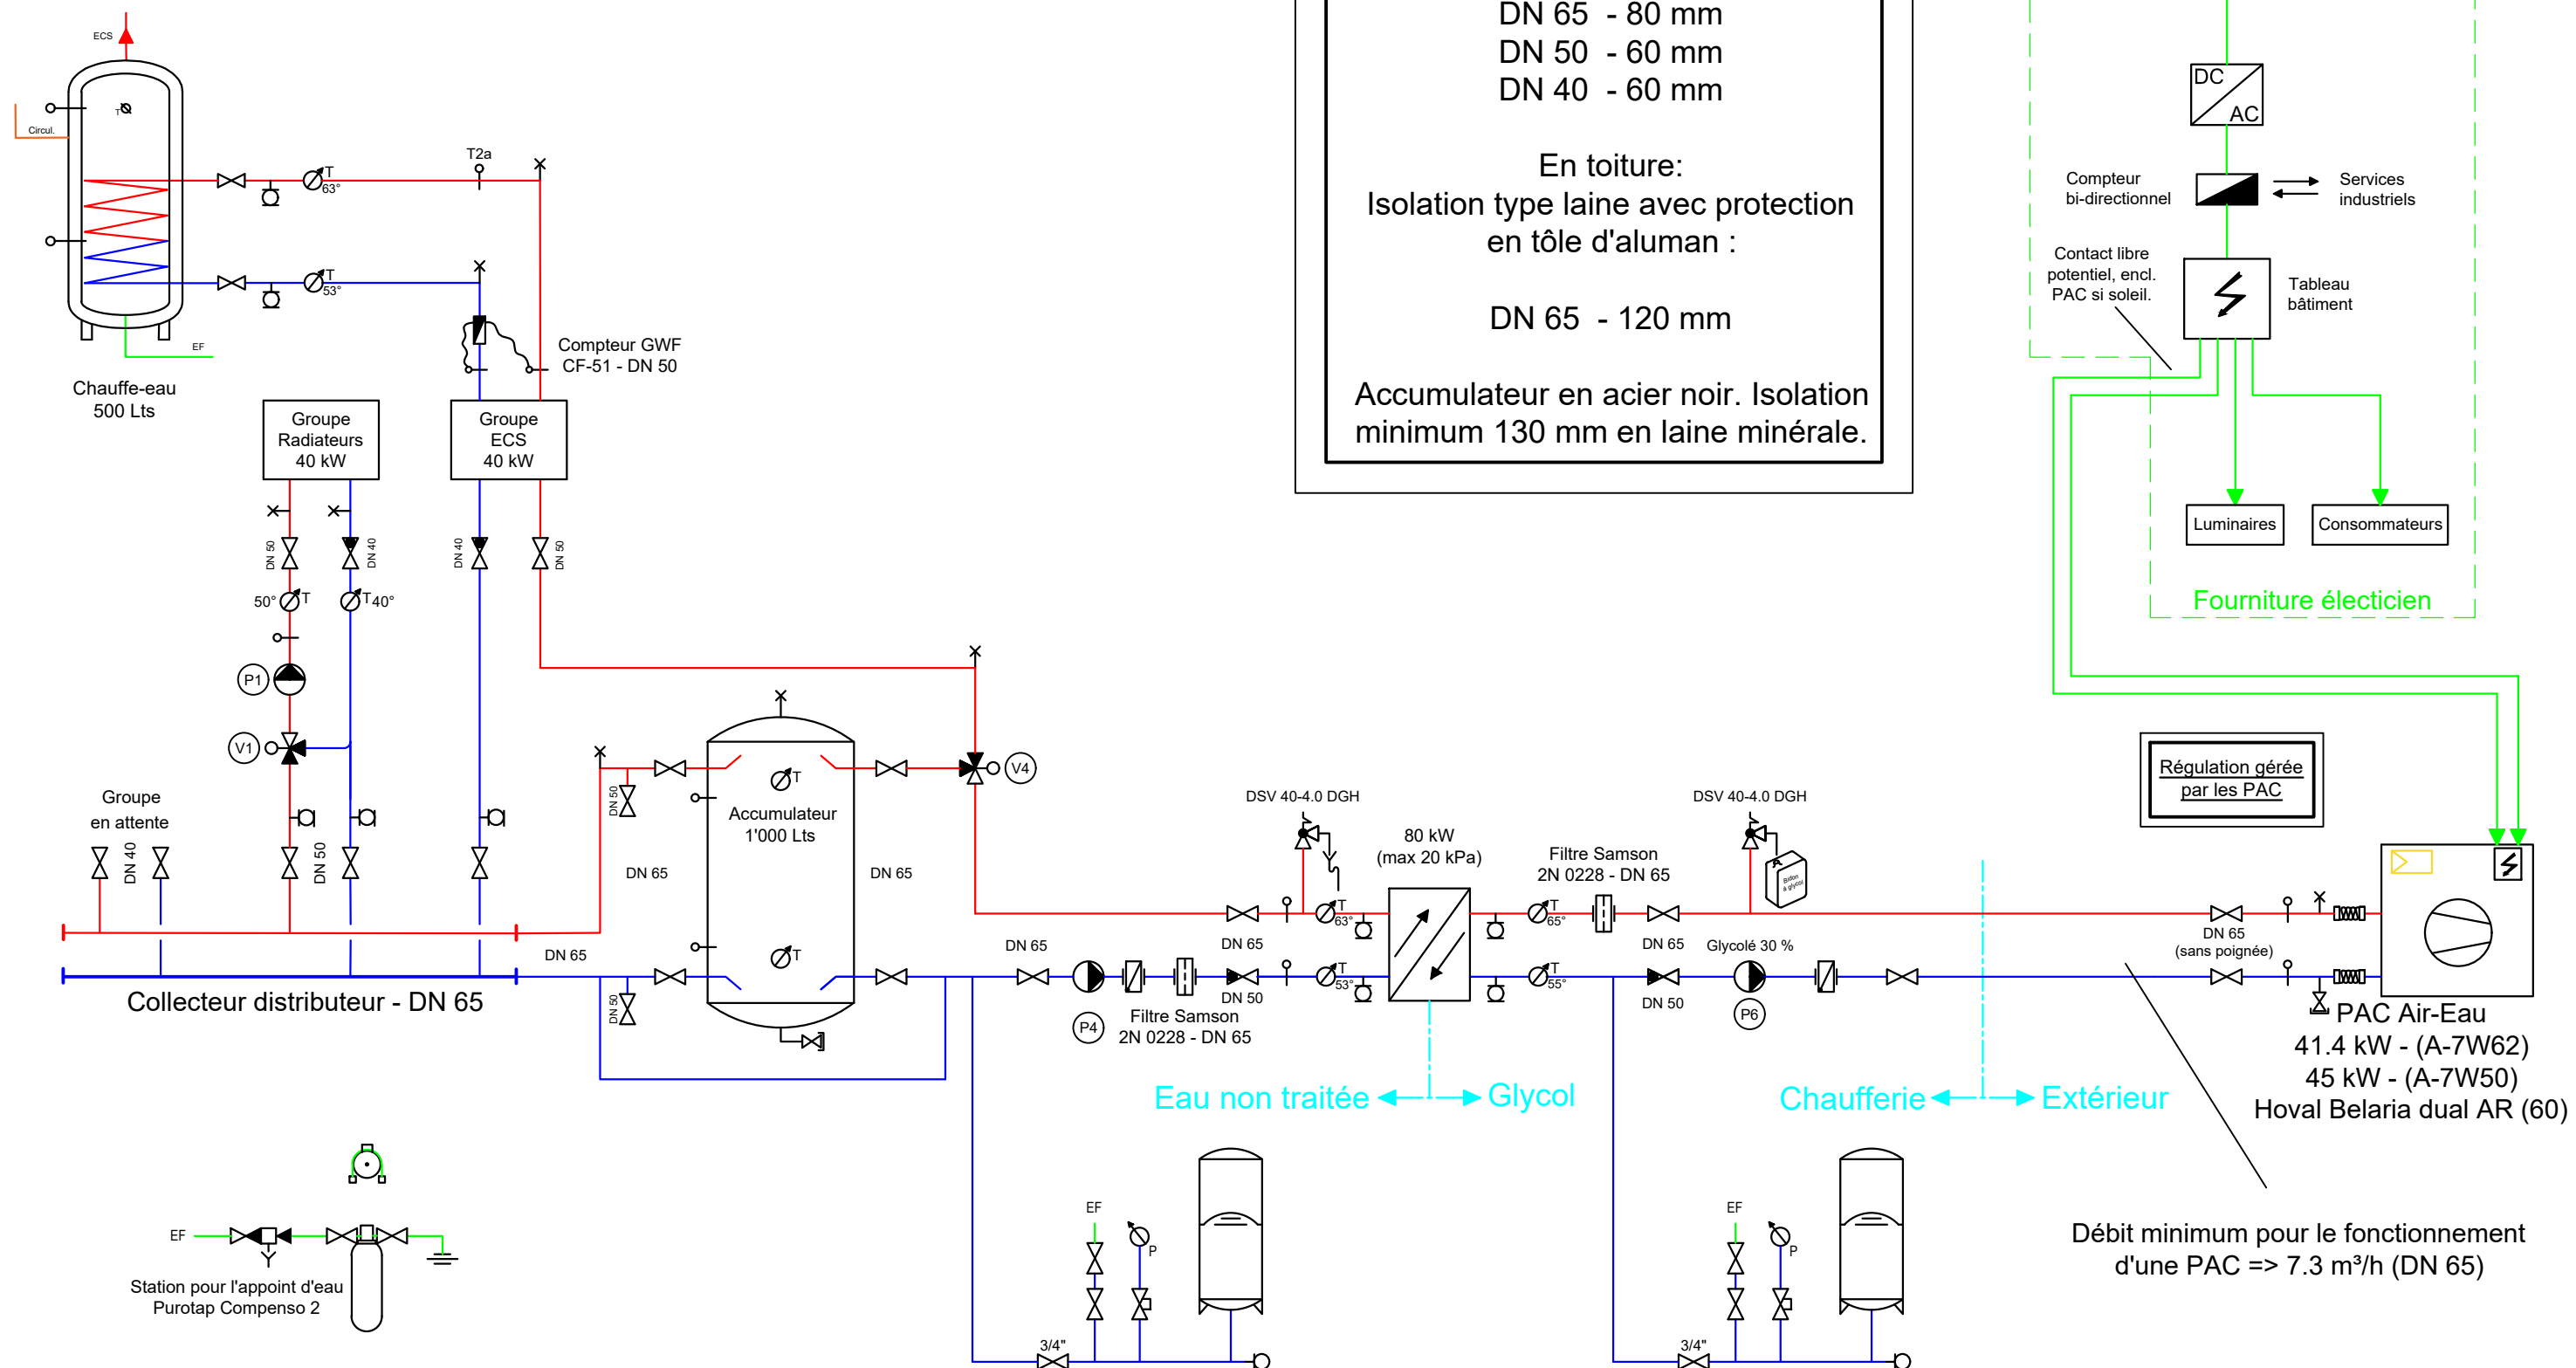 ECS
T
Circul.
EF
Chauffe-eau
500 Lts
T
63°
T
53°
T2a
Compteur GWF
CF-51 - DN 50
Groupe
Radiateurs
40 kW
Groupe
ECS
40 kW
DN 50
DN 40
DN 40
DN 50
50°
T
T
40°
P1
V1
Groupe
en attente
DN 40
DN 50
Collecteur distributeur - DN 65
DN 65
DN 50
DN 50
DN 65
Accumulateur
1'000 Lts
T
T
DN 65
V4
DN 65
P4
Filtre Samson
2N 0228 - DN 65
DN 65
DN 50
DSV 40-4.0 DGH
T
63°
T
53°
80 kW
(max 20 kPa)
T
65°
T
55°
Filtre Samson
2N 0228 - DN 65
DN 65
DN 50
DSV 40-4.0 DGH
Bidon
à glycol
Glycolé 30 %
P6
DN 65
(sans poignée)
Eau non traitée
Glycol
Chaufferie
Extérieur
Régulation gérée
par les PAC
PAC Air-Eau
41.4 kW - (A-7W62)
45 kW - (A-7W50)
Hoval Belaria dual AR (60)
Débit minimum pour le fonctionnement
d'une PAC => 7.3 m³/h (DN 65)
EF
P
3/4"
EF
P
3/4"
EF
Station pour l'appoint d'eau
Purotap Compenso 2
DN 65 - 80 mm
DN 50 - 60 mm
DN 40 - 60 mm
En toiture:
Isolation type laine avec protection
en tôle d'aluman :
DN 65 - 120 mm
Accumulateur en acier noir. Isolation
minimum 130 mm en laine minérale.
DC
AC
Compteur
bi-directionnel
Services
industriels
Contact libre
potentiel, encl.
PAC si soleil.
Tableau
bâtiment
Luminaires
Consommateurs
Fourniture électicien